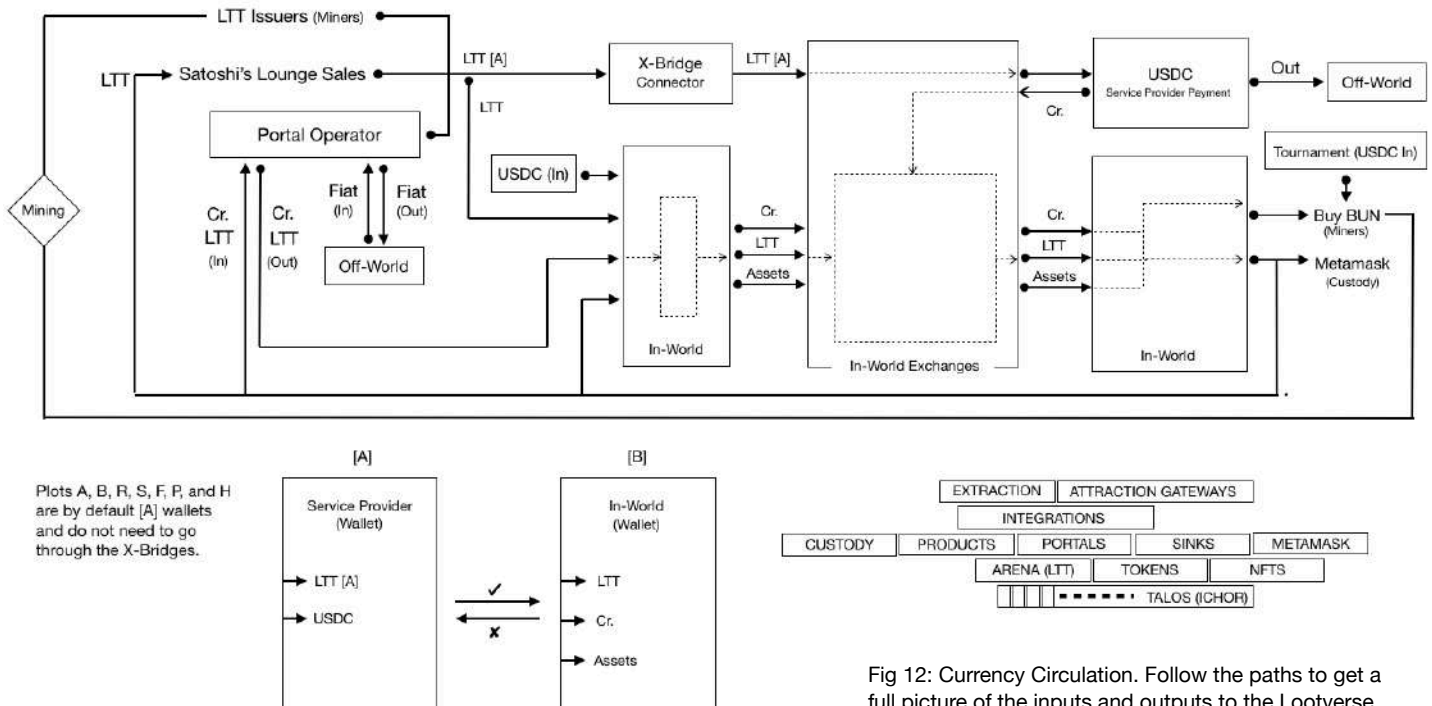 LTT Issuers (Miners)
LTT
Satoshi's Lounge Sales
LTT [A]
LTT
X-Bridge
Connector
LTT [A]
USDC
Service Provider Payment
Cr.
Out
Off-World
Portal Operator
Tournament (USDC In)
USDC (In)
Mining
Cr.
LTT
(In)
Cr.
LTT
(Out)
Fiat
(In)
Fiat
(Out)
Off-World
Cr.
LTT
Assets
In-World
In-World Exchanges
Cr.
LTT
Assets
In-World
Buy BUN
(Miners)
Metamask
(Custody)
Plots A, B, R, S, F, P, and H
are by default [A] wallets
and do not need to go
through the X-Bridges.
[A]
Service Provider
(Wallet)
LTT [A]
USDC
✓
✗
[B]
In-World
(Wallet)
LTT
Cr.
Assets
EXTRACTION ATTRACTION GATEWAYS
INTEGRATIONS
CUSTODY PRODUCTS PORTALS SINKS METAMASK
ARENA (LTT) TOKENS NFTS
TALOS (ICHOR)
Fig 12: Currency Circulation. Follow the paths to get a
full picture of the inputs and outputs to the Lootverse